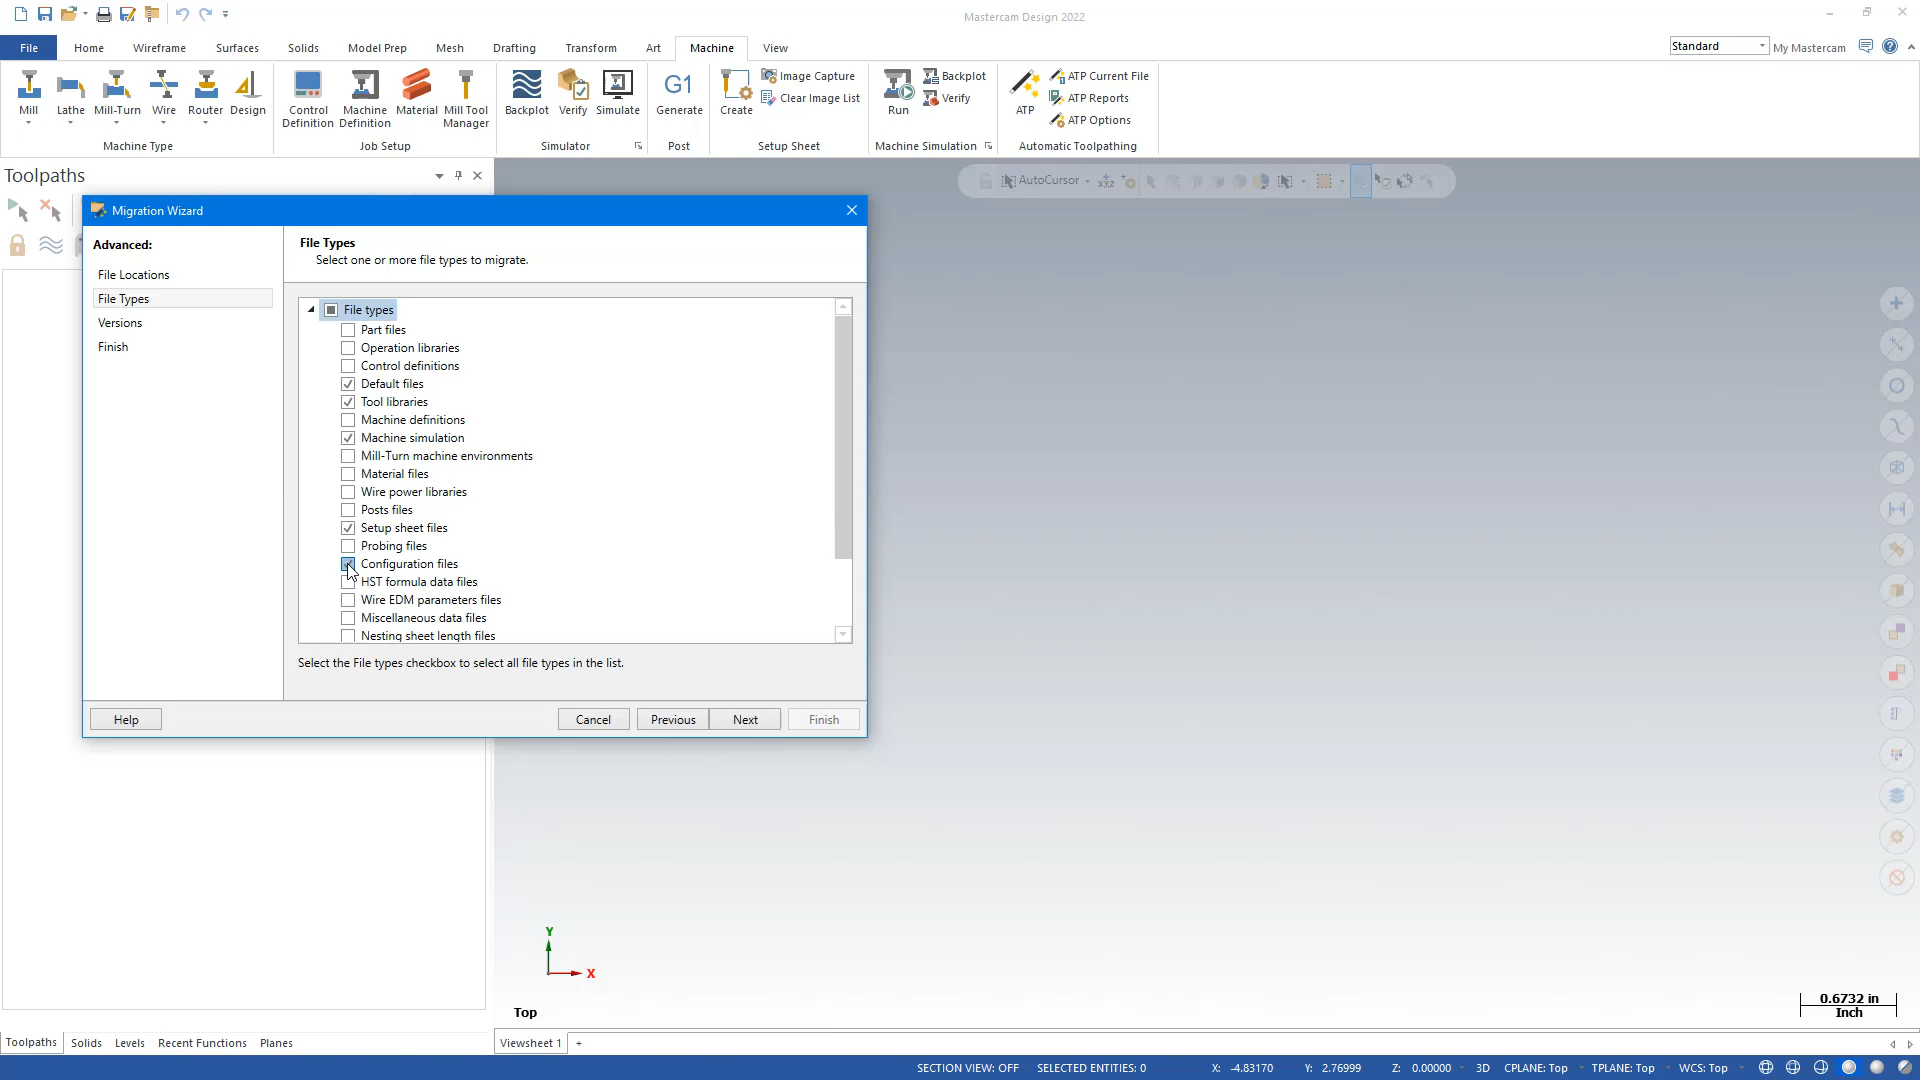 Mastercam Design 2022
File Home Wireframe Surfaces Solids Model Prep Mesh Drafting Transform Art Machine View Standard My Mastercam
Mill Lathe Mill-Turn Wire Router Design
Machine Type
Control Definition Machine Definition Material Mill Tool Manager
Job Setup
Backplot Verify Simulate
Simulator
G1
Generate
Post
Create
Image Capture
Clear Image List
Setup Sheet
Run
Backplot
Verify
Machine Simulation
ATP
ATP Current File
ATP Reports
ATP Options
Automatic Toolpathing
Toolpaths
AutoCursor
XYZ
Migration Wizard
Advanced:
File Locations
File Types
Versions
Finish
File Types
Select one or more file types to migrate.
File types
Part files
Operation libraries
Control definitions
Default files
Tool libraries
Machine definitions
Machine simulation
Mill-Turn machine environments
Material files
Wire power libraries
Posts files
Setup sheet files
Probing files
Configuration files
HST formula data files
Wire EDM parameters files
Miscellaneous data files
Nesting sheet length files
Select the File types checkbox to select all file types in the list.
Help Cancel Previous Next Finish
Y
X
Top
0.6732 in
Inch
Toolpaths Solids Levels Recent Functions Planes
Viewsheet 1 +
SECTION VIEW: OFF SELECTED ENTITIES: 0 X: -4.83170 Y: 2.76999 Z: 0.00000 3D CPLANE: Top TPLANE: Top WCS: Top